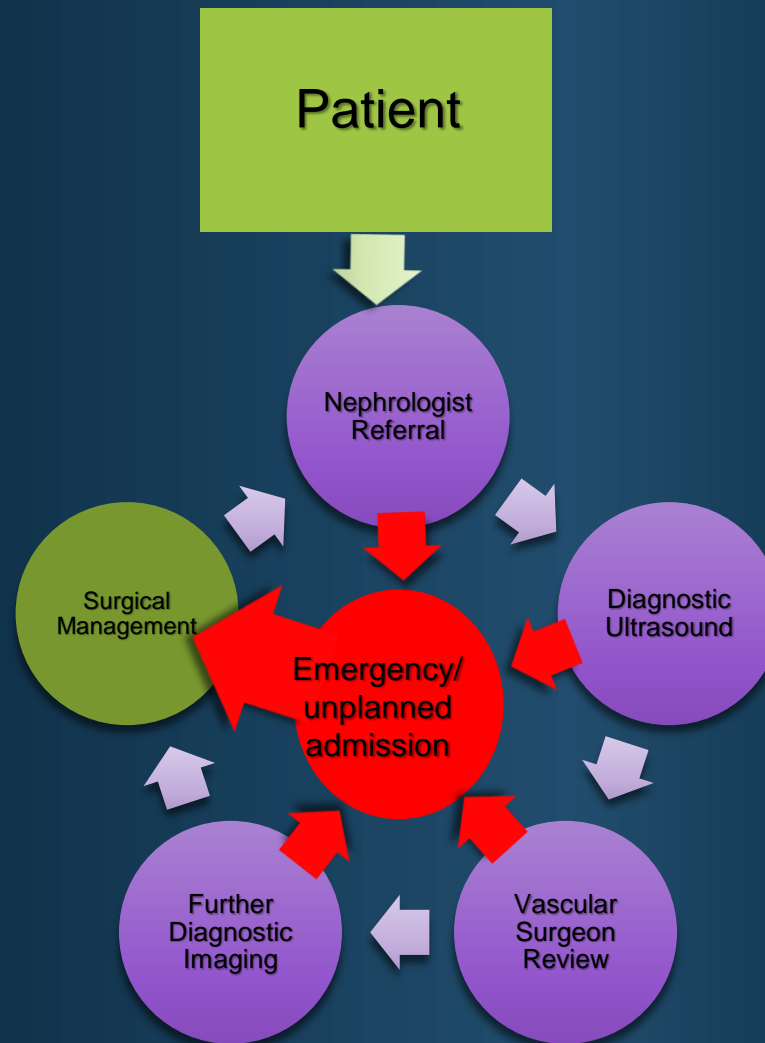 Patient
Nephrologist
Referral
Surgical
Management
Diagnostic
Ultrasound
Emergency/
unplanned
admission
Further
Diagnostic
Imaging
Vascular
Surgeon
Review